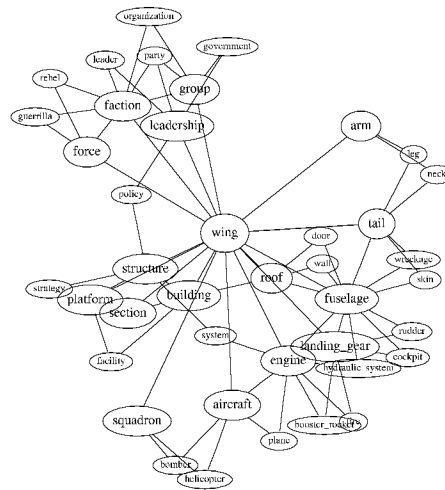 organization
government
leader
party
rebel
group
faction
guerrilla
leadership
arm
force
leg
neck
policy
tail
wing
door
structure
wall
wreckage
roof
skin
strategy
platform
building
fuselage
section
rudder
system
landing_gear
facility
engine
cockpit
hydraulic_system
aircraft
squadron
booster_rocket
plane
bomber
helicopter